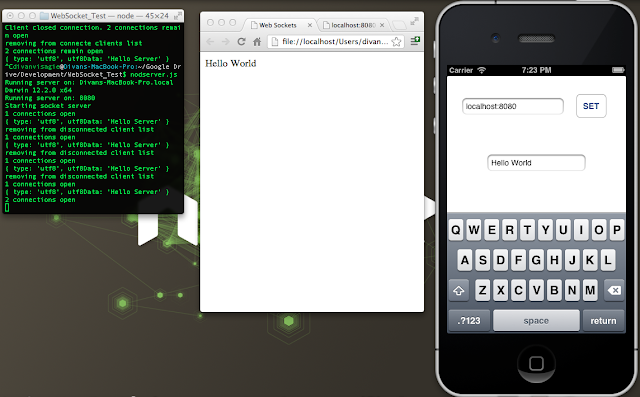 WebSocket_Test — node — 45×24
Client closed connection. 2 connections remai
n open
removing from connecte clients list
2 connections remain open
{ type: 'utf8', utf8Data: 'Hello Server' }
^Cdivanvisagie@Divans-MacBook-Pro:~/Google Dr
ive/Development/WebSocket_Test$ nodserver.js
Running server on: Divans-MacBook-Pro.local
Darwin 12.2.0 x64
Running server on: 8080
Starting socket server
1 connections open
{ type: 'utf8', utf8Data: 'Hello Server' }
removing from disconnected client list
1 connections open
{ type: 'utf8', utf8Data: 'Hello Server' }
removing from disconnected client list
1 connections open
{ type: 'utf8', utf8Data: 'Hello Server' }
removing from disconnected client list
1 connections open
{ type: 'utf8', utf8Data: 'Hello Server' }
2 connections open
Web Sockets
localhost:8080
file://localhost/Users/divan
Hello World
Carrier 7:23 PM
localhost:8080 SET
Hello World
Q W E R T Y U I O P
A S D F G H J K L
Z X C V B N M
.?123 space return